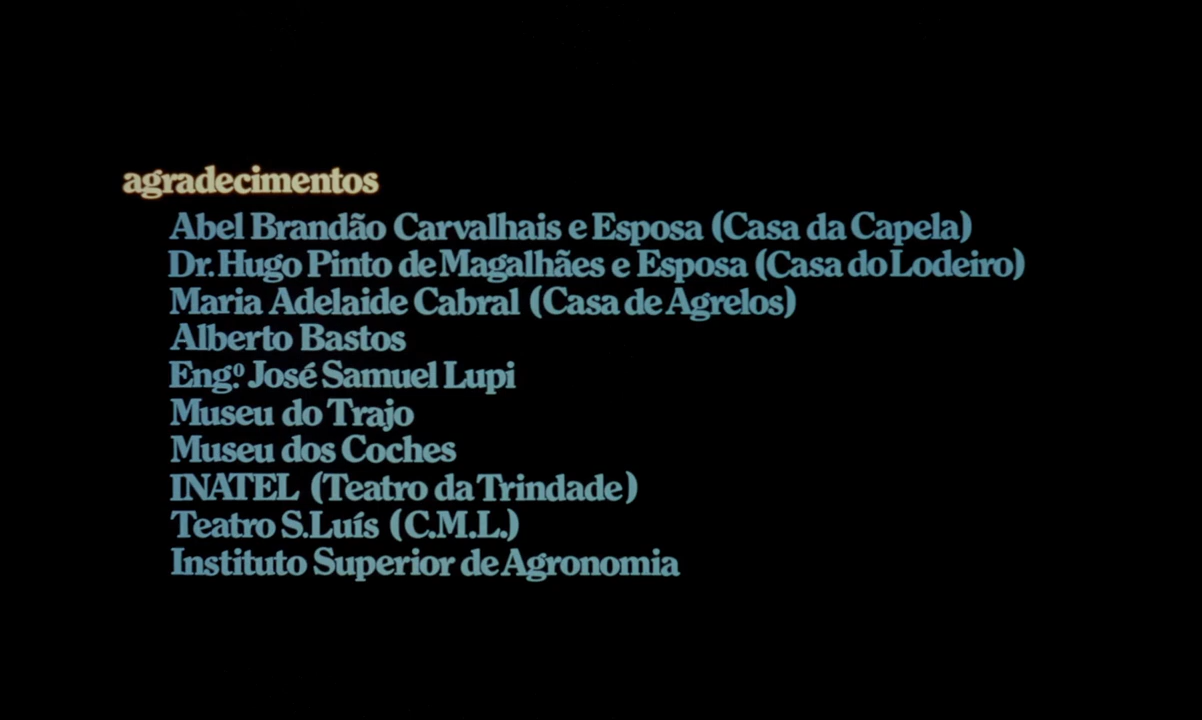 agradecimentos
Abel Brandão Carvalhais e Esposa (Casa da Capela)
Dr. Hugo Pinto de Magalhães e Esposa (Casa do Lodeiro)
Maria Adelaide Cabral (Casa de Agrelos)
Alberto Bastos
Eng.º José Samuel Lupi
Museu do Trajo
Museu dos Coches
INATEL (Teatro da Trindade)
Teatro S. Luís (C.M.L.)
Instituto Superior de Agronomia